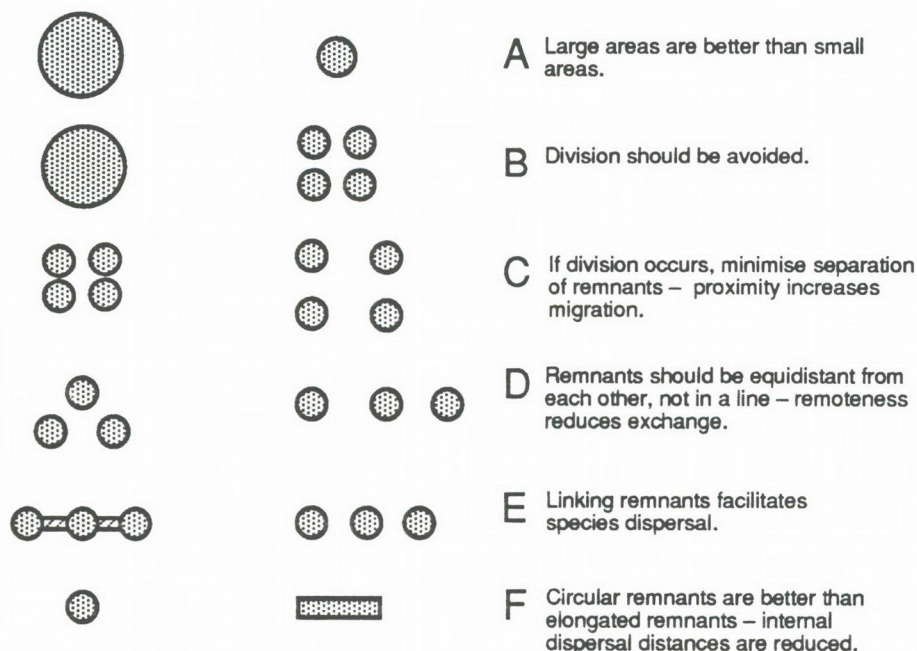 A Large areas are better than small
areas.
B Division should be avoided.
C If division occurs, minimise separation
of remnants – proximity increases
migration.
D Remnants should be equidistant from
each other, not in a line – remoteness
reduces exchange.
E Linking remnants facilitates
species dispersal.
F Circular remnants are better than
elongated remnants – internal
dispersal distances are reduced.